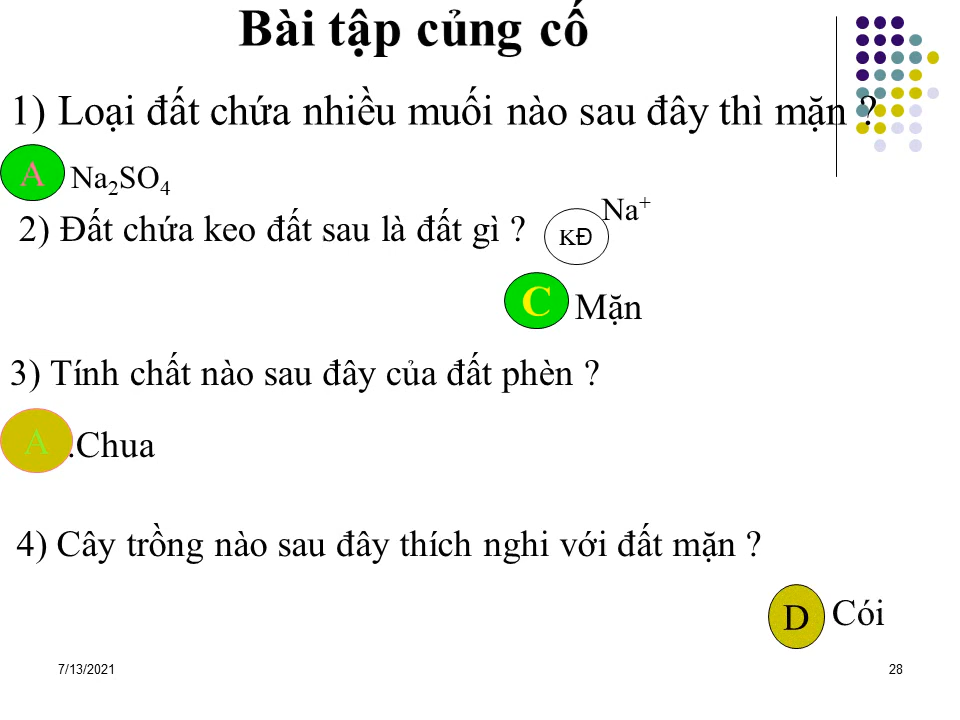 Bài tập củng cố
1) Loại đất chứa nhiều muối nào sau đây thì mặn ?
A Na₂SO₄
2) Đất chứa keo đất sau là đất gì ? KĐ Na⁺
C Mặn
3) Tính chất nào sau đây của đất phèn ?
A .Chua
4) Cây trồng nào sau đây thích nghi với đất mặn ?
D Cói
7/13/2021 28